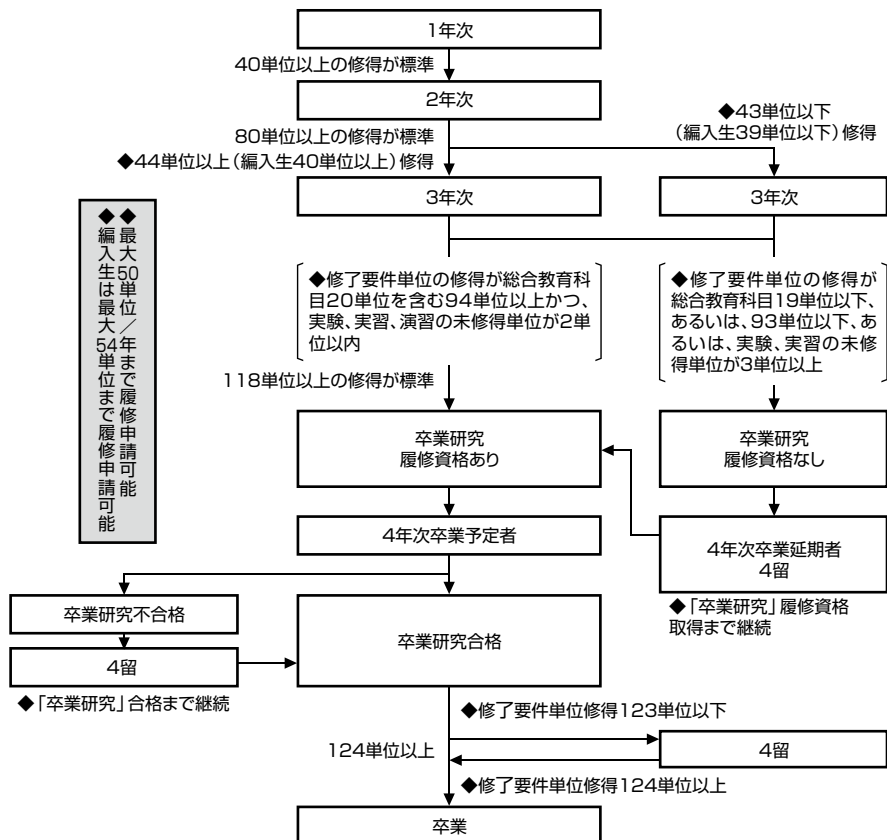 1年次
40単位以上の修得が標準
2年次
80単位以上の修得が標準
◆44単位以上(編入生40単位以上)修得
◆43単位以下
(編入生39単位以下)修得
3年次
3年次
◆最大50単位/年まで履修申請可能
◆編入生は最大54単位まで履修申請可能
◆修了要件単位の修得が総合教育科
目20単位を含む94単位以上かつ、
実験、実習、演習の未修得単位が2単
位以内
◆修了要件単位の修得が
総合教育科目19単位以下、
あるいは、93単位以下、あ
るいは、実験、実習の未修
得単位が3単位以上
118単位以上の修得が標準
卒業研究
履修資格あり
卒業研究
履修資格なし
4年次卒業予定者
4年次卒業延期者
4留
◆「卒業研究」履修資格
取得まで継続
卒業研究不合格
4留
◆「卒業研究」合格まで継続
卒業研究合格
◆修了要件単位修得123単位以下
124単位以上
4留
◆修了要件単位修得124単位以上
卒業